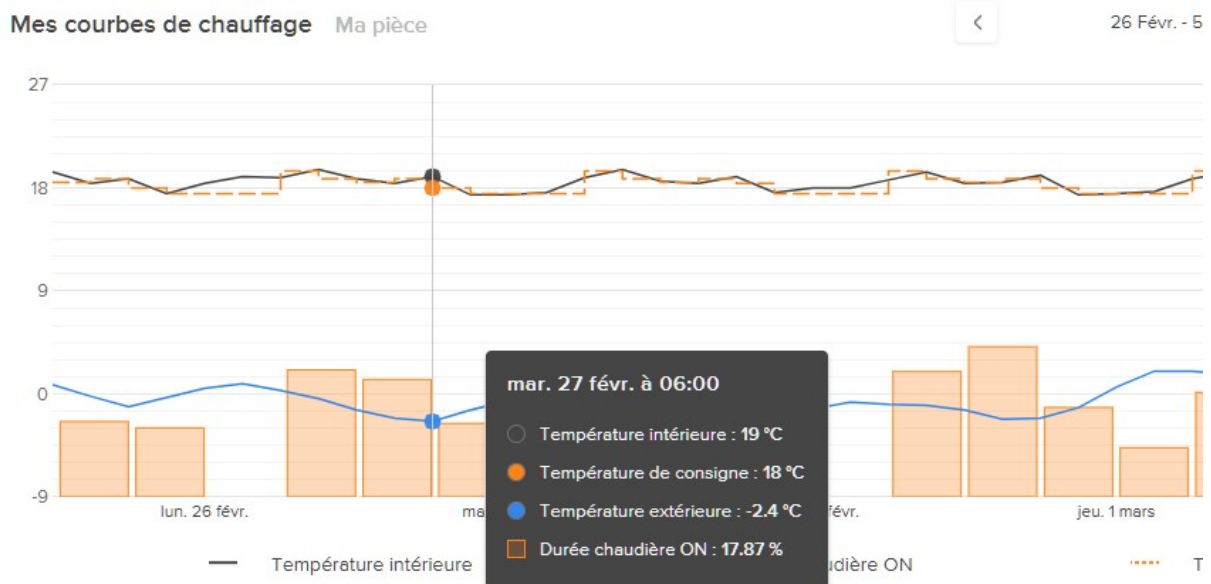 Mes courbes de chauffage Ma pièce 26 Févr. - 5
27
18
9
0
-9
mar. 27 févr. à 06:00
Température intérieure : 19 °C
Température de consigne : 18 °C
Température extérieure : -2.4 °C
Durée chaudière ON : 17.87 %
lun. 26 févr. ma févr. jeu. 1 mars
Température intérieure udière ON T